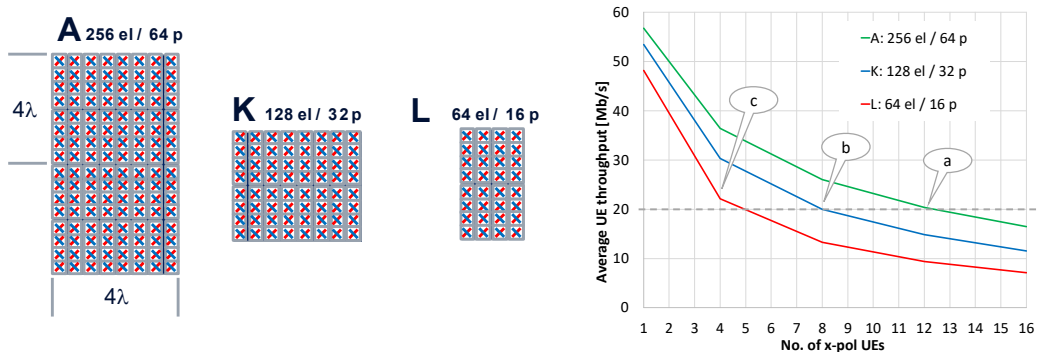 A 256 el / 64 p
4λ
4λ
K 128 el/ 32 p
L 64 el/ 16 p
Average UE throughput [Mb/s]
60
50
40
30
20
10
0
A: 256 el / 64 p
K: 128 el / 32 p
L: 64 el / 16 p
c
b
a
1 2 3 4 5 6 7 8 9 10 11 12 13 14 15 16
No. of x-pol UEs